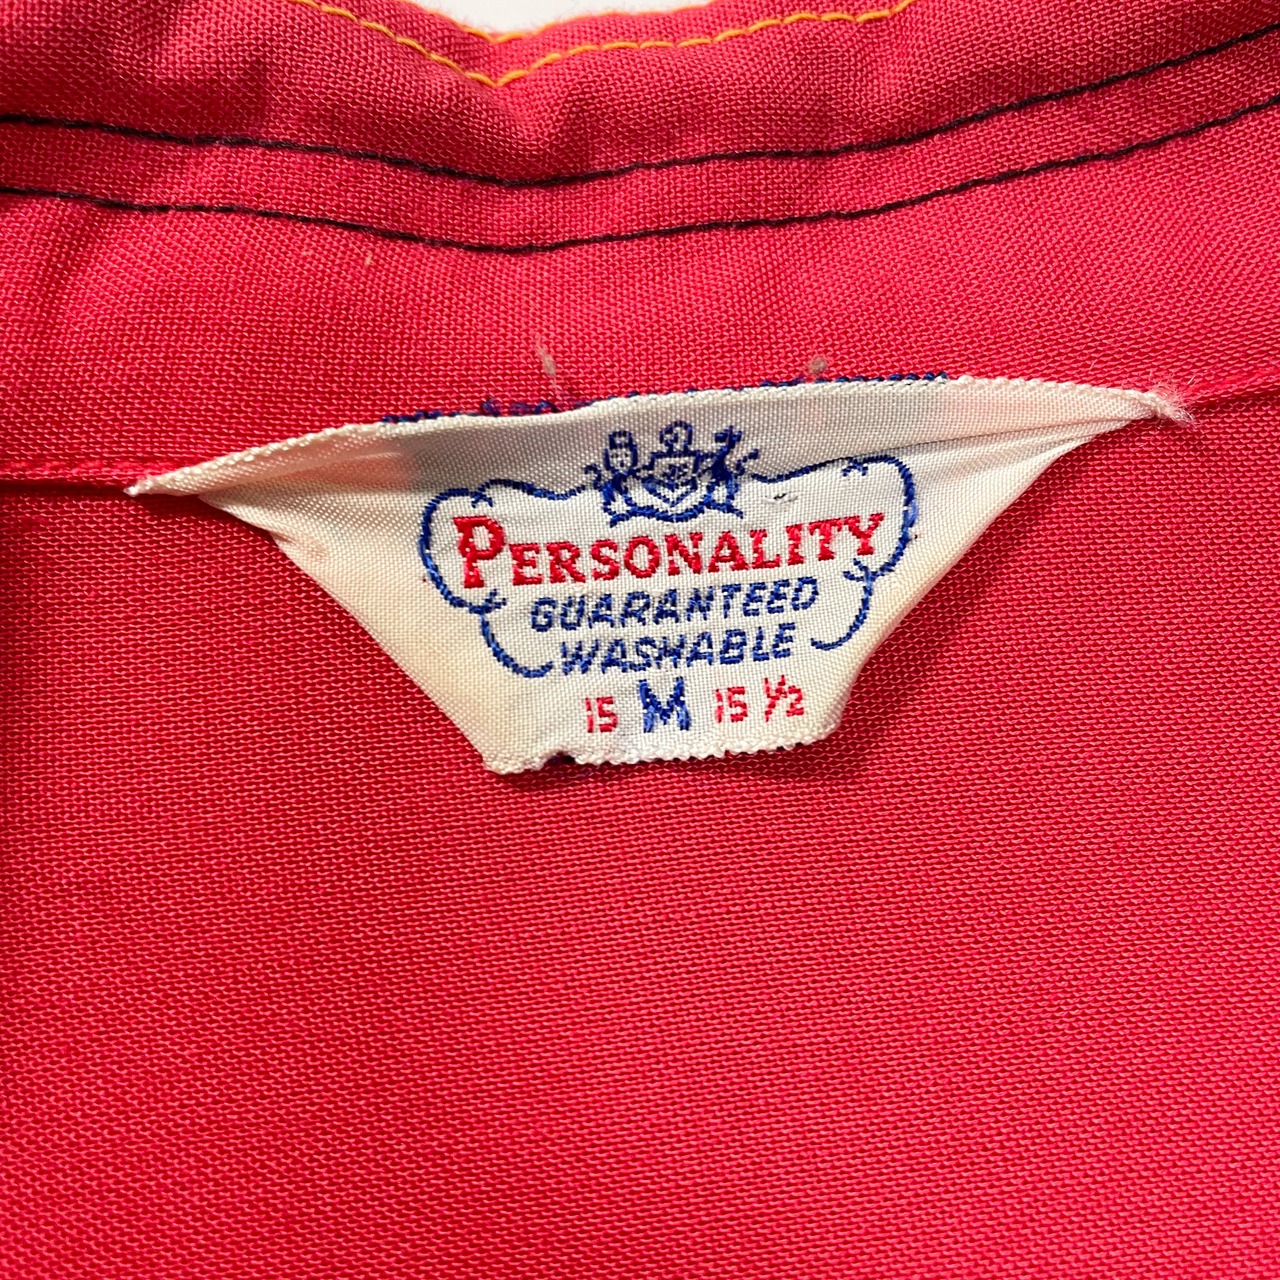 PERSONALITY
GUARANTEED
WASHABLE
15 M 15 ½